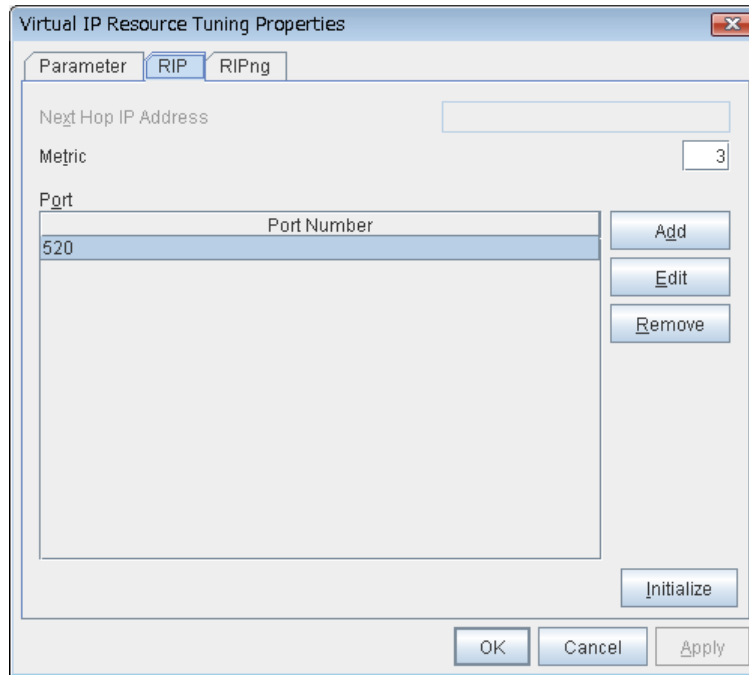 Virtual IP Resource Tuning Properties
Parameter RIP RIPng
Next Hop IP Address
Metric 3
Port
Port Number
520
Add
Edit
Remove
Initialize
OK Cancel Apply